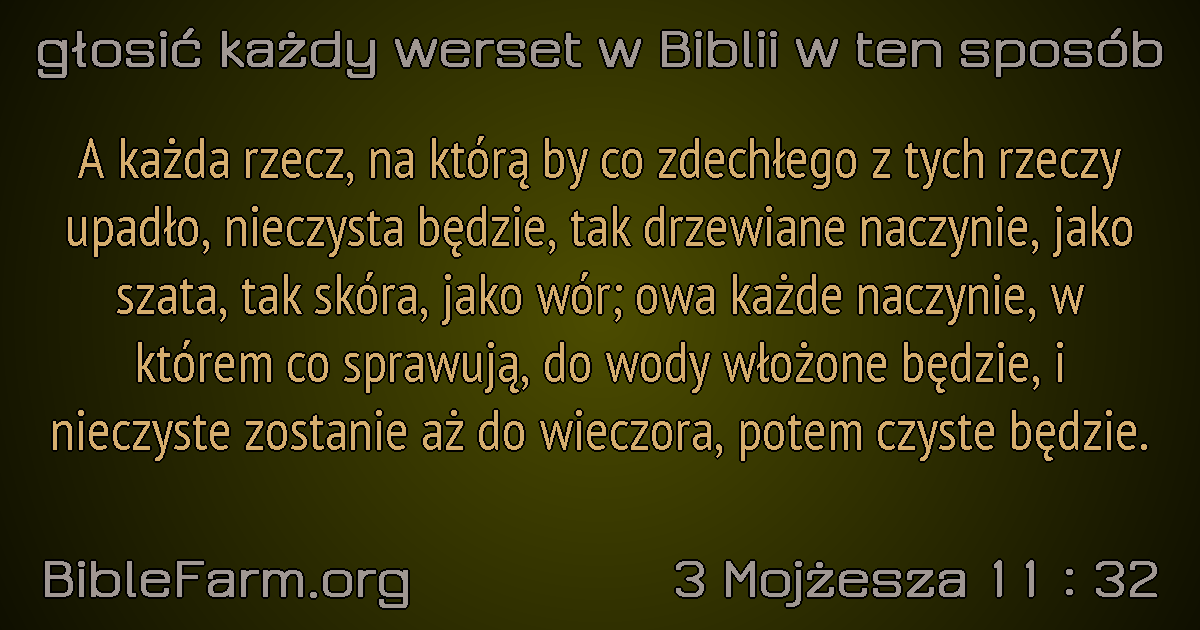 głosić każdy werset w Biblii w ten sposób
A każda rzecz, na którą by co zdechłego z tych rzeczy
upadło, nieczysta będzie, tak drzewiane naczynie, jako
szata, tak skóra, jako wór; owa każde naczynie, w
którem co sprawują, do wody włożone będzie, i
nieczyste zostanie aż do wieczora, potem czyste będzie.
BibleFarm.org
3 Mojżesza 11 : 32